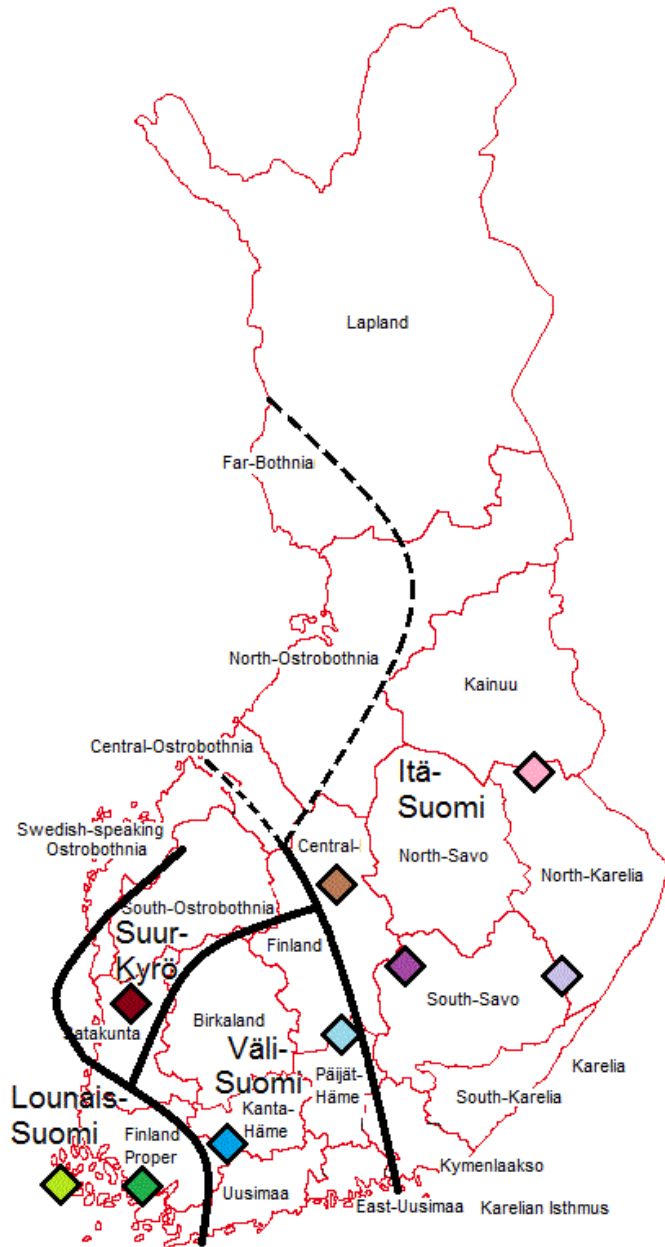 Lapland
Far-Bothnia
North-Ostrobothnia
Kainuu
Central-Ostrobothnia
Itä-
Suomi
Swedish-speaking
Ostrobothnia
Central-
North-Savo
North-Karelia
South-Ostrobothnia
Suur-
Kyrö
Finland
South-Savo
Birkaland
Satakunta
Väli-
Suomi
Karelia
Päijät-
Häme
South-Karelia
Lounais-
Suomi
Kanta-
Häme
Finland
Proper
Kymenlaakso
Uusimaa
East-Uusimaa
Karelian Isthmus